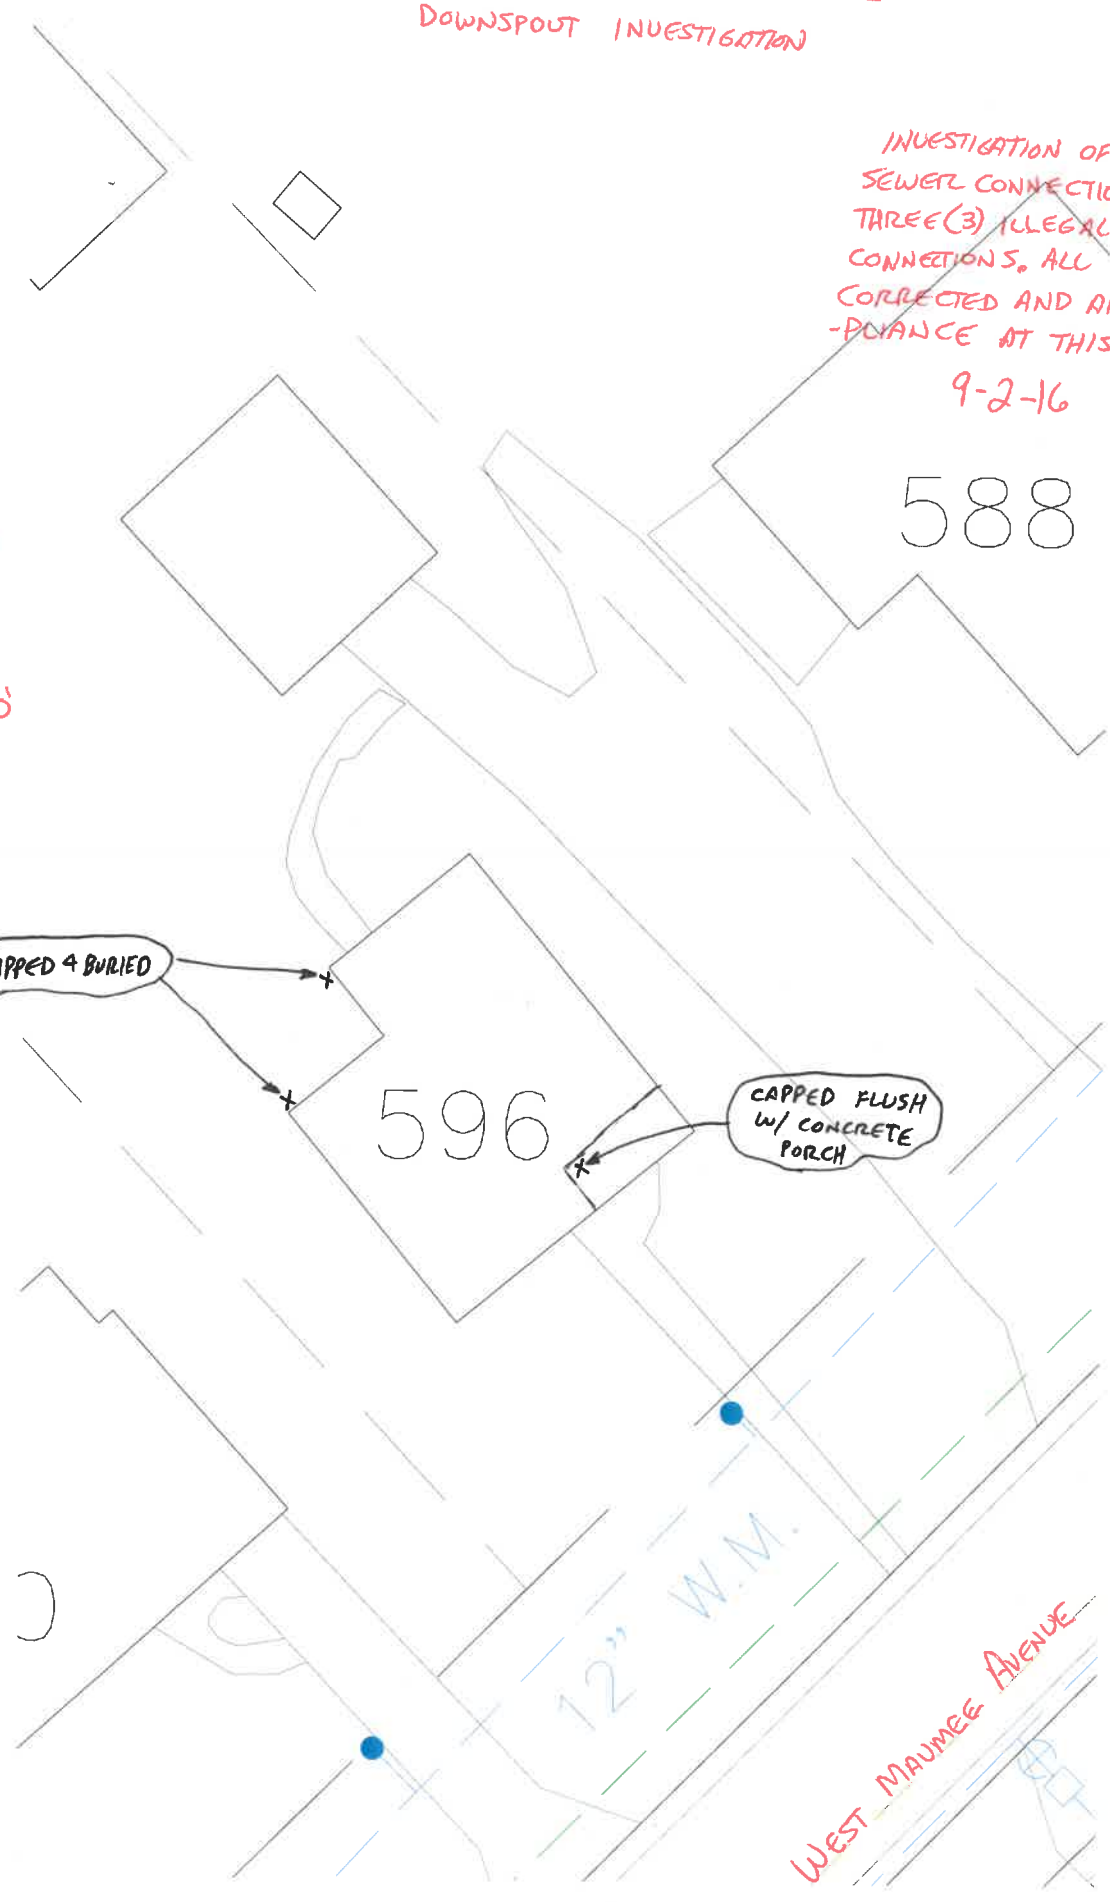 DOWNSPOUT INVESTIGATION
INVESTIGATION OF
SEWER CONNECTIO
THREE(3) ILLEGAL
CONNECTIONS. ALL
CORRECTED AND
-PLIANCE AT THIS
9-2-16
588
PPED & BURIED
596
CAPPED FLUSH
W/ CONCRETE
PORCH
12" W.M.
WEST MAUMEE AVENUE